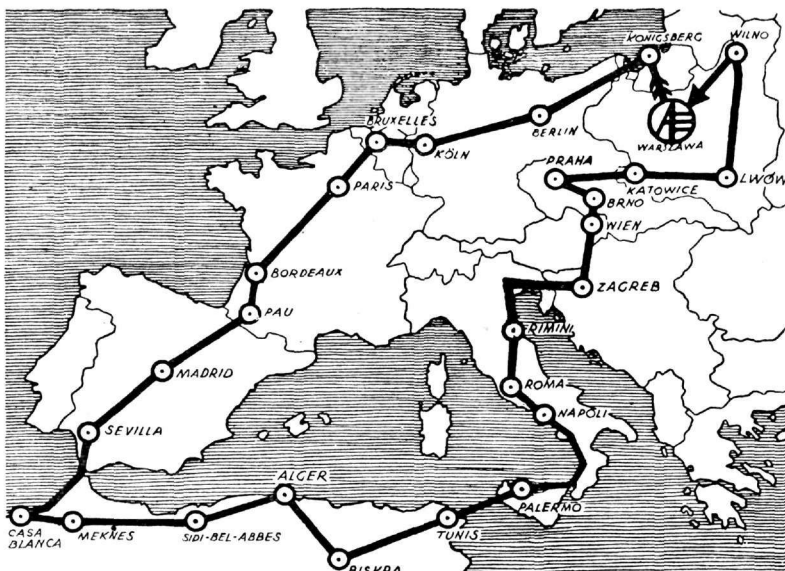 KÖNIGSBERG
WILNO
BRUXELLES
BERLIN
WARSZAWA
KÖLN
PRAHA
PARIS
KATOWICE
LWÓW
BRNO
WIEN
BORDEAUX
ZAGREB
PAU
RIMINI
MADRID
ROMA
NAPOLI
SEVILLA
ALGER
PALERMO
CASA
BLANCA
MEKNES
SIDI-BEL-ABBES
TUNIS
BISKRA